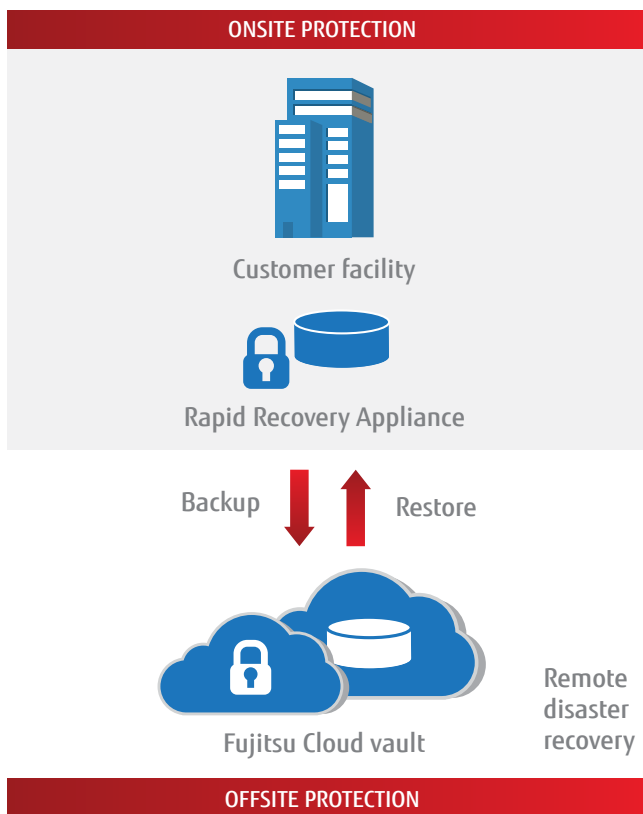 ONSITE PROTECTION
Customer facility
Rapid Recovery Appliance
Backup
Restore
Fujitsu Cloud vault
Remote
disaster
recovery
OFFSITE PROTECTION